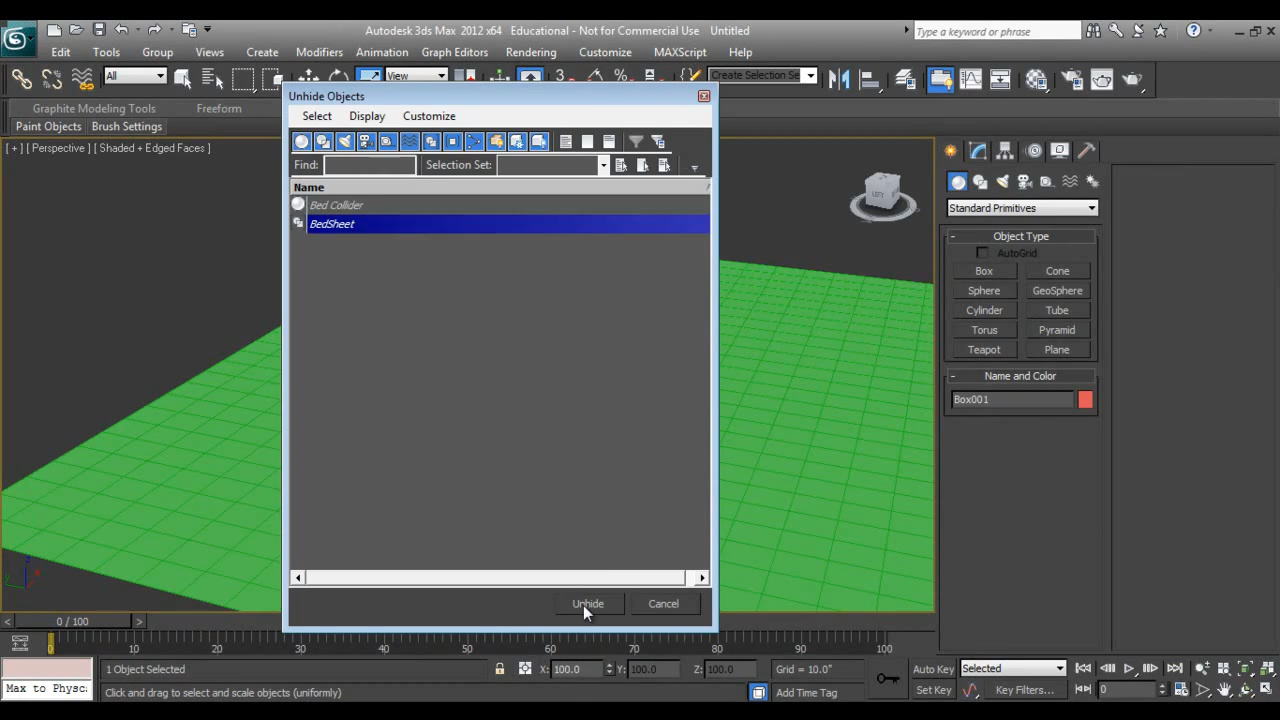 Autodesk 3ds Max 2012 x64 Educational - Not for Commercial Use Untitled
Type a keyword or phrase
Edit Tools Group Views Create Modifiers Animation Graph Editors Rendering Customize MAXScript Help
All View 3 % Create Selection Se
Graphite Modeling Tools Freeform
Paint Objects Brush Settings
[ + ] [ Perspective ] [ Shaded + Edged Faces ]
Unhide Objects
Select Display Customize
Find: Selection Set:
Name
Bed Collider
BedSheet
Unhide Cancel
LEFT
Standard Primitives
Object Type
AutoGrid
Box Cone
Sphere GeoSphere
Cylinder Tube
Torus Pyramid
Teapot Plane
Name and Color
Box001
0 / 100
0 10 20 30 40 50 60 70 80 90 100
1 Object Selected X: 100.0 Y: 100.0 Z: 100.0 Grid = 10.0" Auto Key Selected
Max to Physc: Click and drag to select and scale objects (uniformly) Add Time Tag Set Key Key Filters... 0